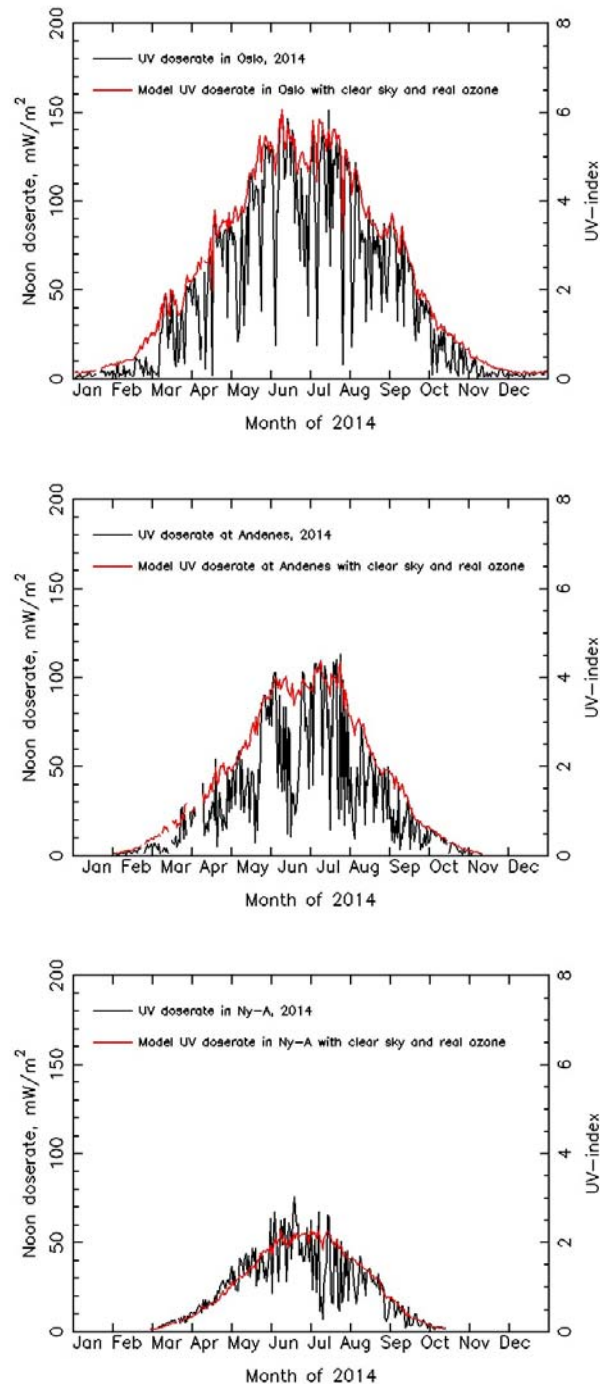 200
8
UV doserate in Oslo, 2014
Model UV doserate in Oslo with clear sky and real ozone
150
6
100
4
50
2
0
0
Noon doserate, mW/m²
UV-index
Jan Feb Mar Apr May Jun Jul Aug Sep Oct Nov Dec
Month of 2014
200
8
UV doserate at Andenes, 2014
Model UV doserate at Andenes with clear sky and real ozone
150
6
100
4
50
2
0
0
Noon doserate, mW/m²
UV-index
Jan Feb Mar Apr May Jun Jul Aug Sep Oct Nov Dec
Month of 2014
200
8
UV doserate in Ny-A, 2014
Model UV doserate in Ny-A with clear sky and real ozone
150
6
100
4
50
2
0
0
Noon doserate, mW/m²
UV-index
Jan Feb Mar Apr May Jun Jul Aug Sep Oct Nov Dec
Month of 2014